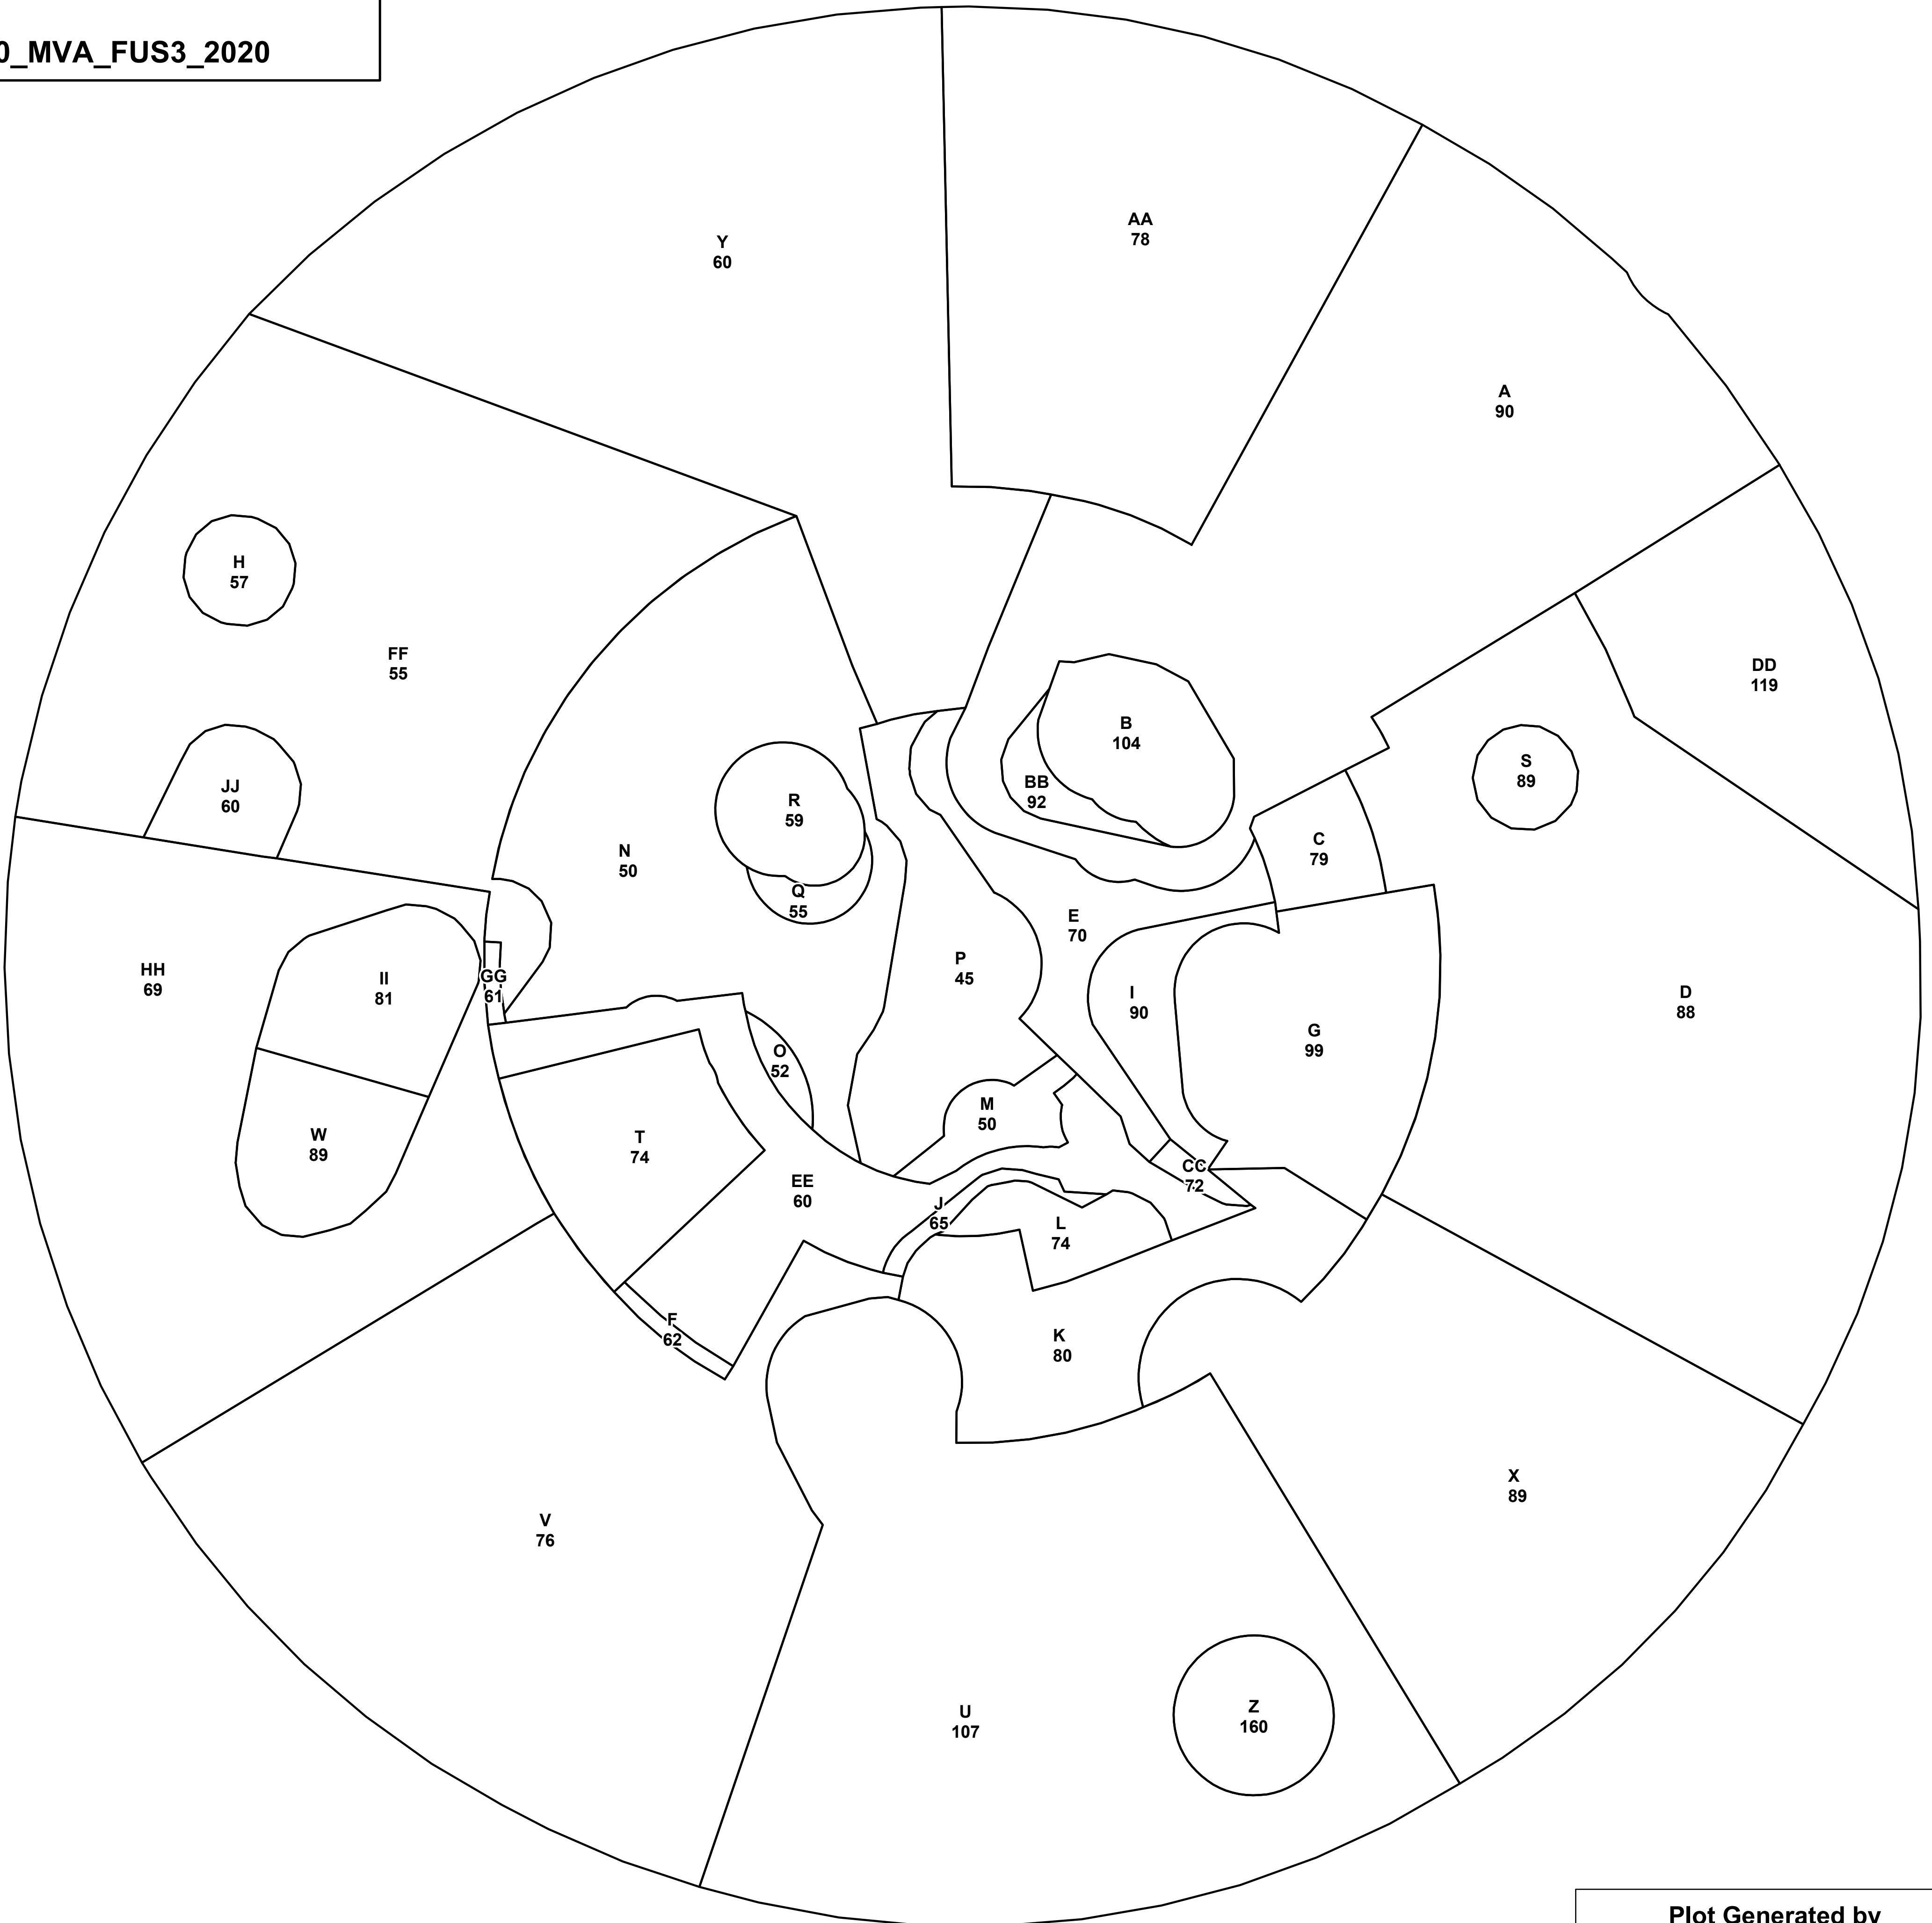 0_MVA_FUS3_2020
AA
78
Y
60
A
90
H
57
FF
55
DD
119
B
104
S
89
JJ
60
BB
92
R
59
C
79
N
50
Q
55
E
70
P
45
HH
69
II
81
GG
61
I
90
D
88
G
99
O
52
M
50
W
89
T
74
CC
72
EE
60
J
65
L
74
F
62
K
80
X
89
V
76
U
107
Z
160
Plot Generated by